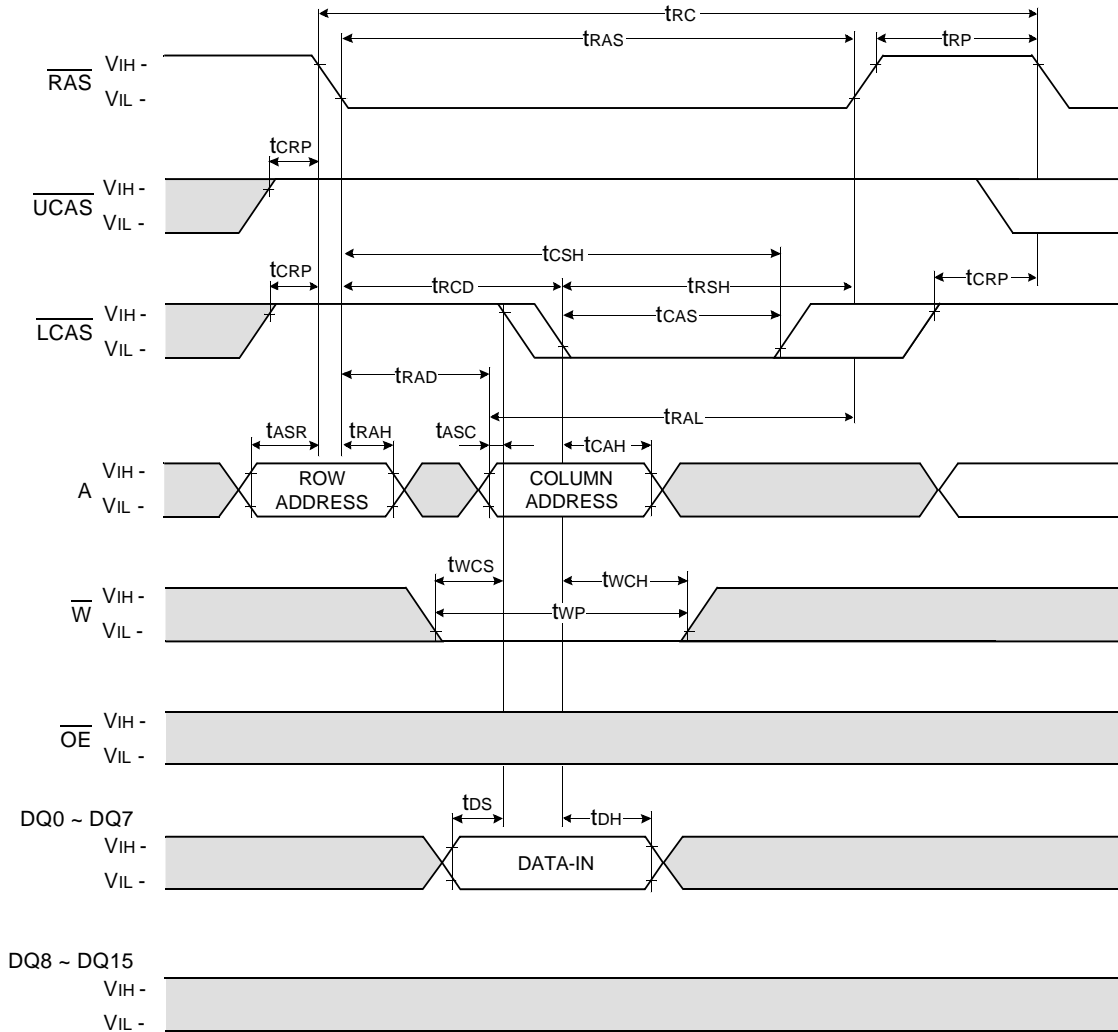 tRC
tRAS
tRP
RAS
VIH -
VIL -
tCRP
UCAS
VIH -
VIL -
tCSH
tCRP
tRCD
tRSH
tCRP
LCAS
VIH -
VIL -
tCAS
tRAD
tRAL
tASR
tRAH
tASC
tCAH
A
VIH -
VIL -
ROW
ADDRESS
COLUMN
ADDRESS
tWCS
tWCH
W
VIH -
VIL -
tWP
OE
VIH -
VIL -
DQ0 ~ DQ7
tDS
tDH
VIH -
VIL -
DATA-IN
DQ8 ~ DQ15
VIH -
VIL -